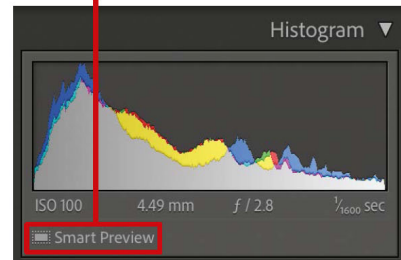 Histogram ▼
ISO 100 4.49 mm ƒ / 2.8 1/1600 sec
Smart Preview